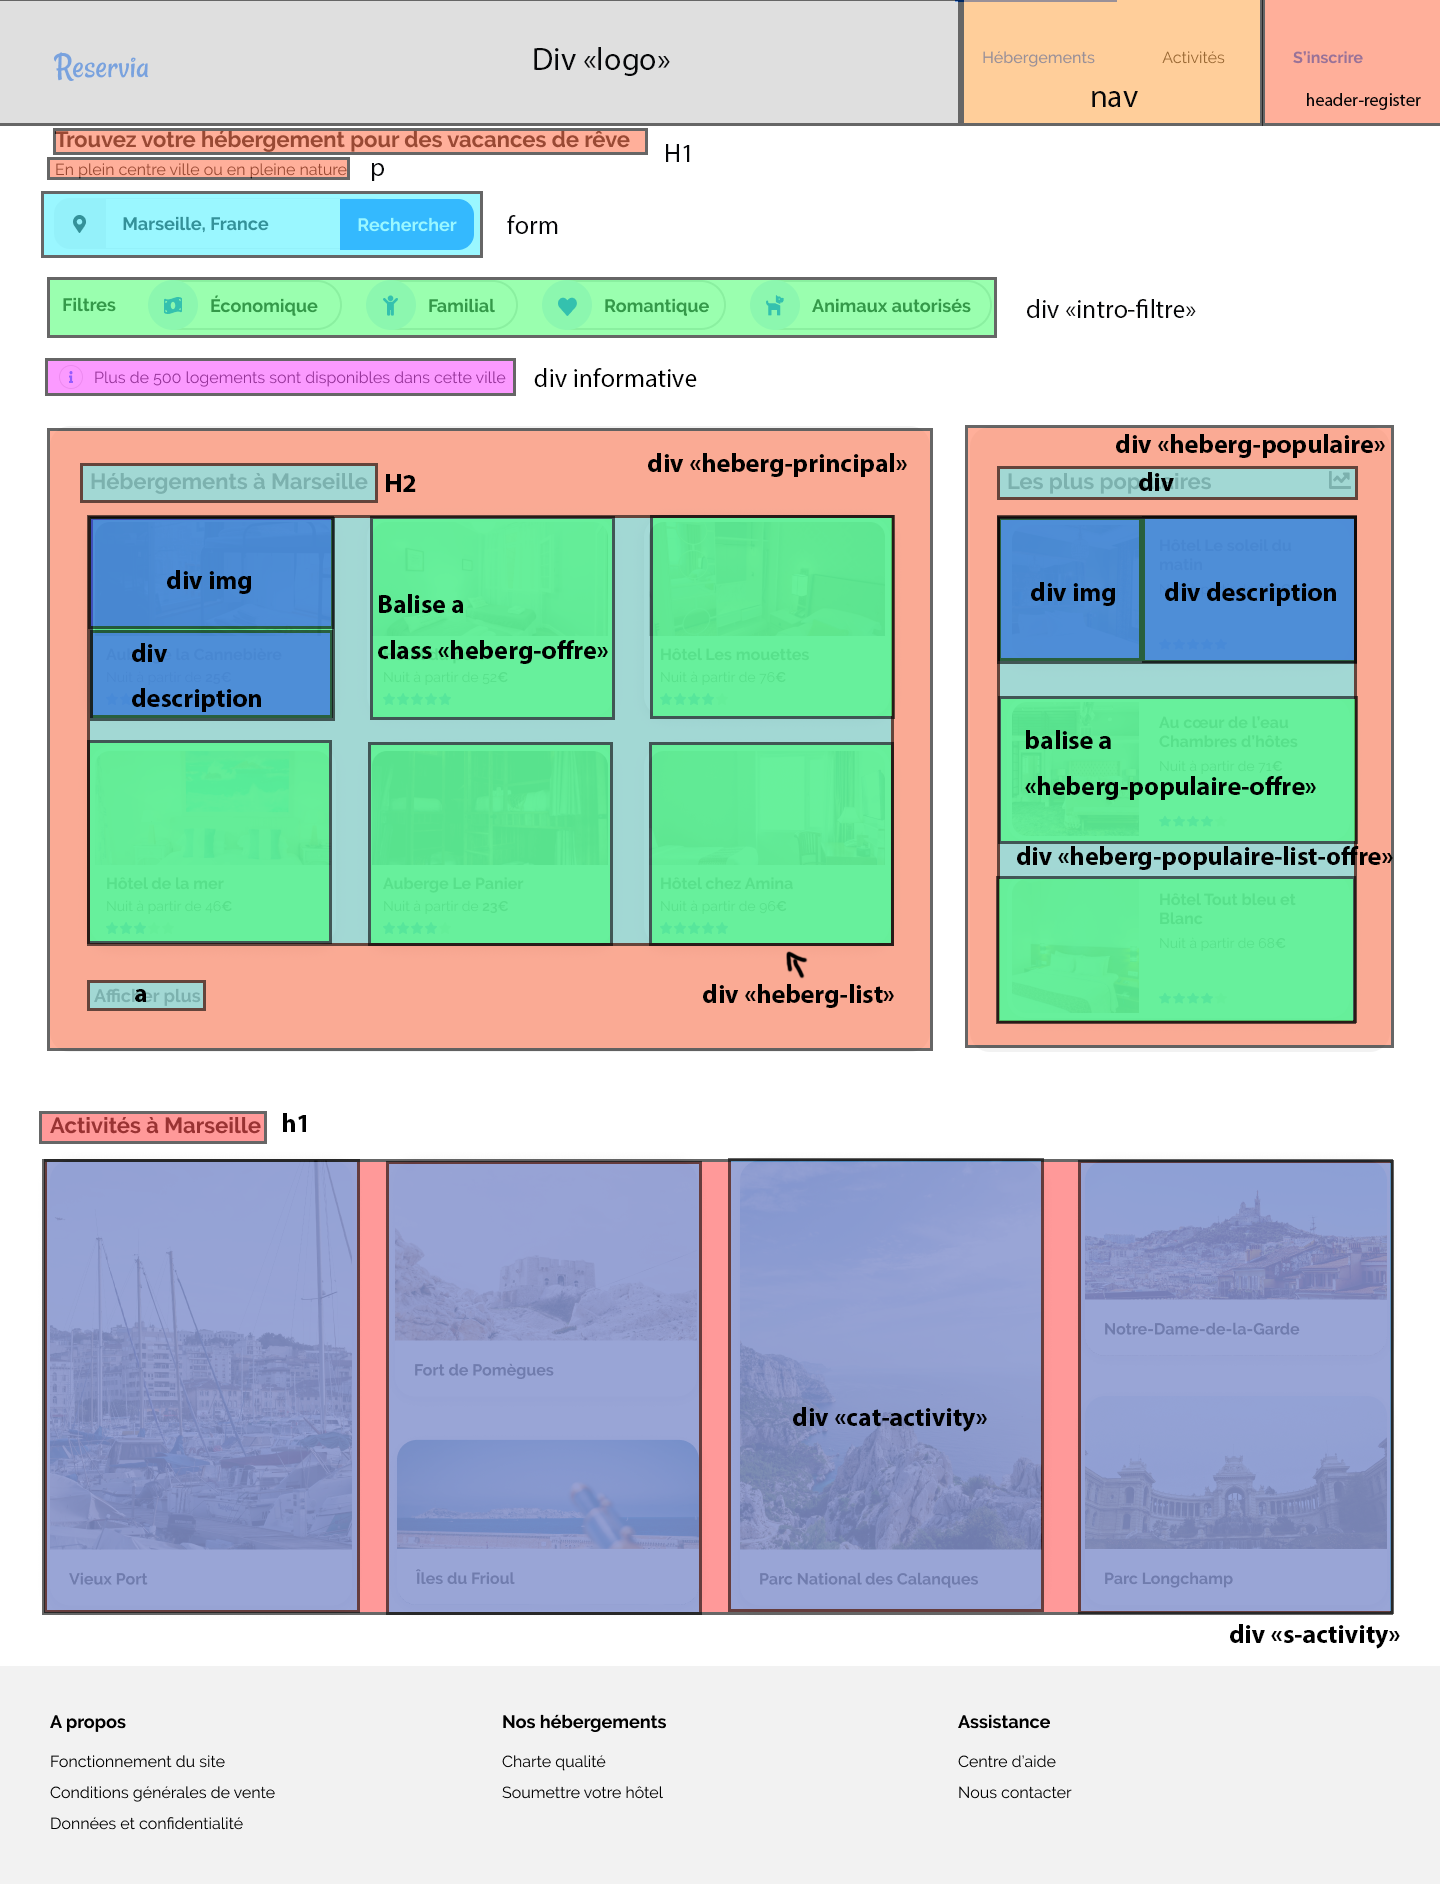 Reservia
Div «logo»
Hébergements
Activités
nav
S'inscrire
header-register
Trouvez votre hébergement pour des vacances de rêve
H1
En plein centre ville ou en pleine nature
p
Marseille, France
Rechercher
form
Filtres
Économique
Familial
Romantique
Animaux autorisés
div «intro-filtre»
Plus de 500 logements sont disponibles dans cette ville
div informative
div «heberg-principal»
Hébergements à Marseille
H2
div img
div
description
Nuit à partir de 25€
Balise a
class «heberg-offre»
Nuit à partir de 52€
Hôtel Les mouettes
Nuit à partir de 76€
Hôtel de la mer
Nuit à partir de 46€
Auberge Le Panier
Nuit à partir de 23€
Hôtel chez Amina
Nuit à partir de 96€
a
plus
div «heberg-list»
div «heberg-populaire»
Les plus
div
div img
Hôtel Le soleil du
matin
div description
Au cœur de l'eau
Chambres d'hôtes
balise a
Nuit à partir de 71€
«heberg-populaire-offre»
div «heberg-populaire-list-offre»
Hôtel Tout bleu et
Blanc
Nuit à partir de 68€
Activités à Marseille
h1
Vieux Port
Fort de Pomègues
Îles du Frioul
div «cat-activity»
Parc National des Calanques
Notre-Dame-de-la-Garde
Parc Longchamp
div «s-activity»
A propos
Fonctionnement du site
Conditions générales de vente
Données et confidentialité
Nos hébergements
Charte qualité
Soumettre votre hôtel
Assistance
Centre d'aide
Nous contacter